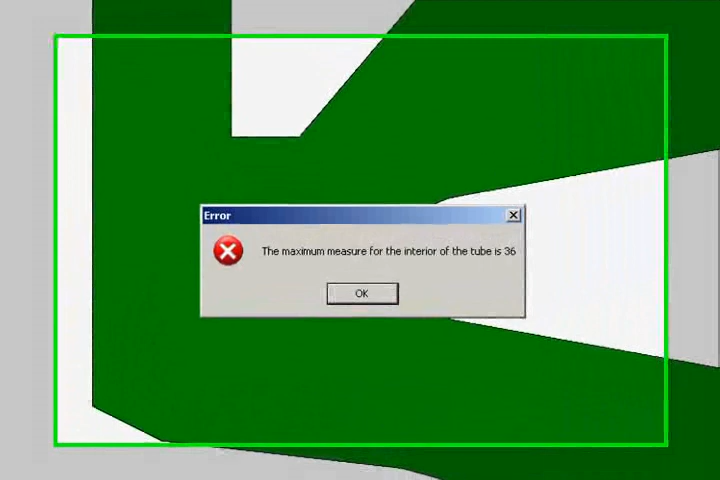 Error
The maximum measure for the interior of the tube is 36
OK